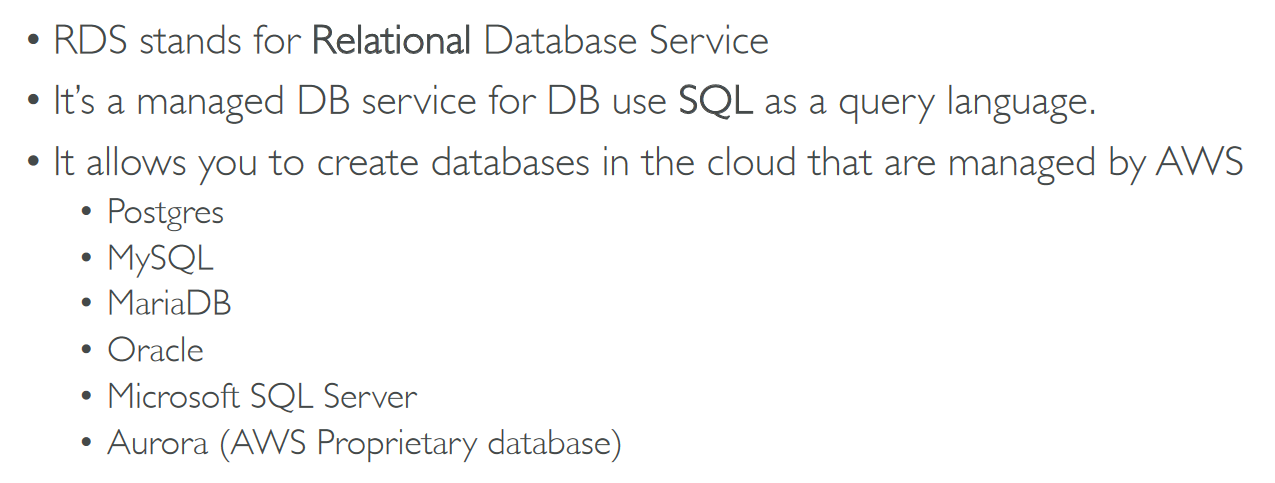 • RDS stands for Relational Database Service
• It's a managed DB service for DB use SQL as a query language.
• It allows you to create databases in the cloud that are managed by AWS
• Postgres
• MySQL
• MariaDB
• Oracle
• Microsoft SQL Server
• Aurora (AWS Proprietary database)